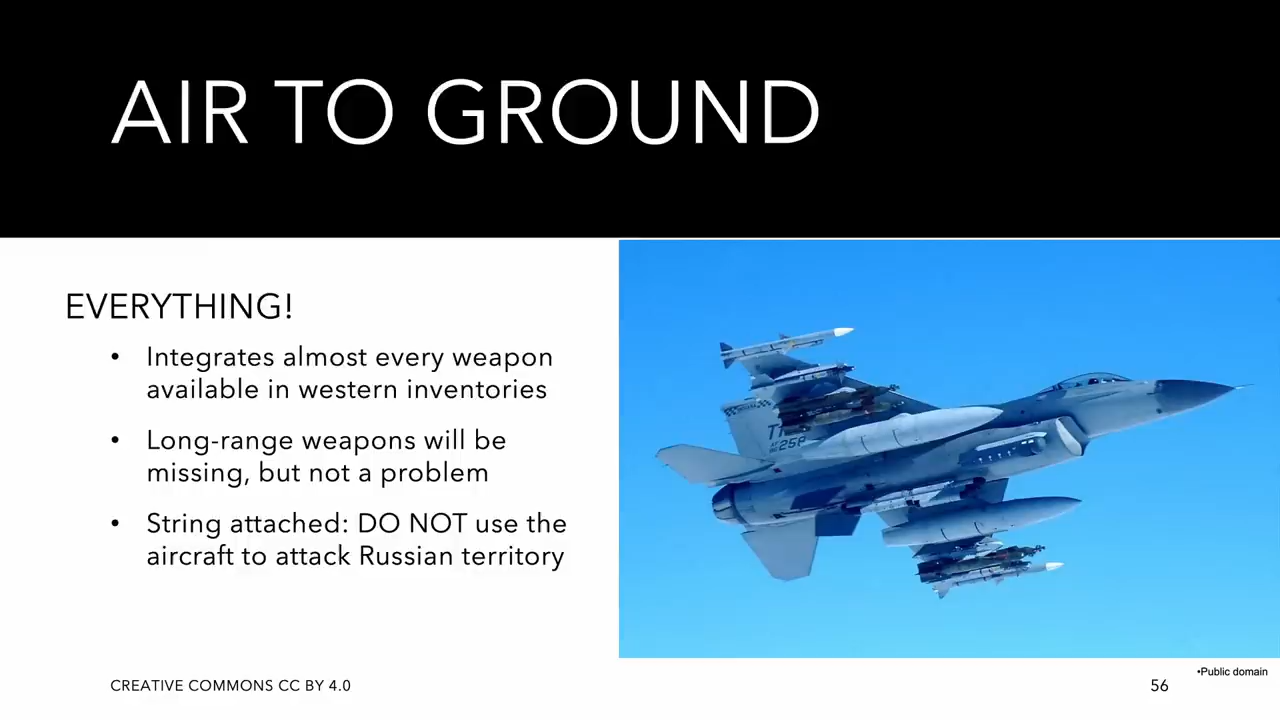 AIR TO GROUND
EVERYTHING!
• Integrates almost every weapon
available in western inventories
• Long-range weapons will be
missing, but not a problem
• String attached: DO NOT use the
aircraft to attack Russian territory
CREATIVE COMMONS CC BY 4.0
56
•Public domain
258